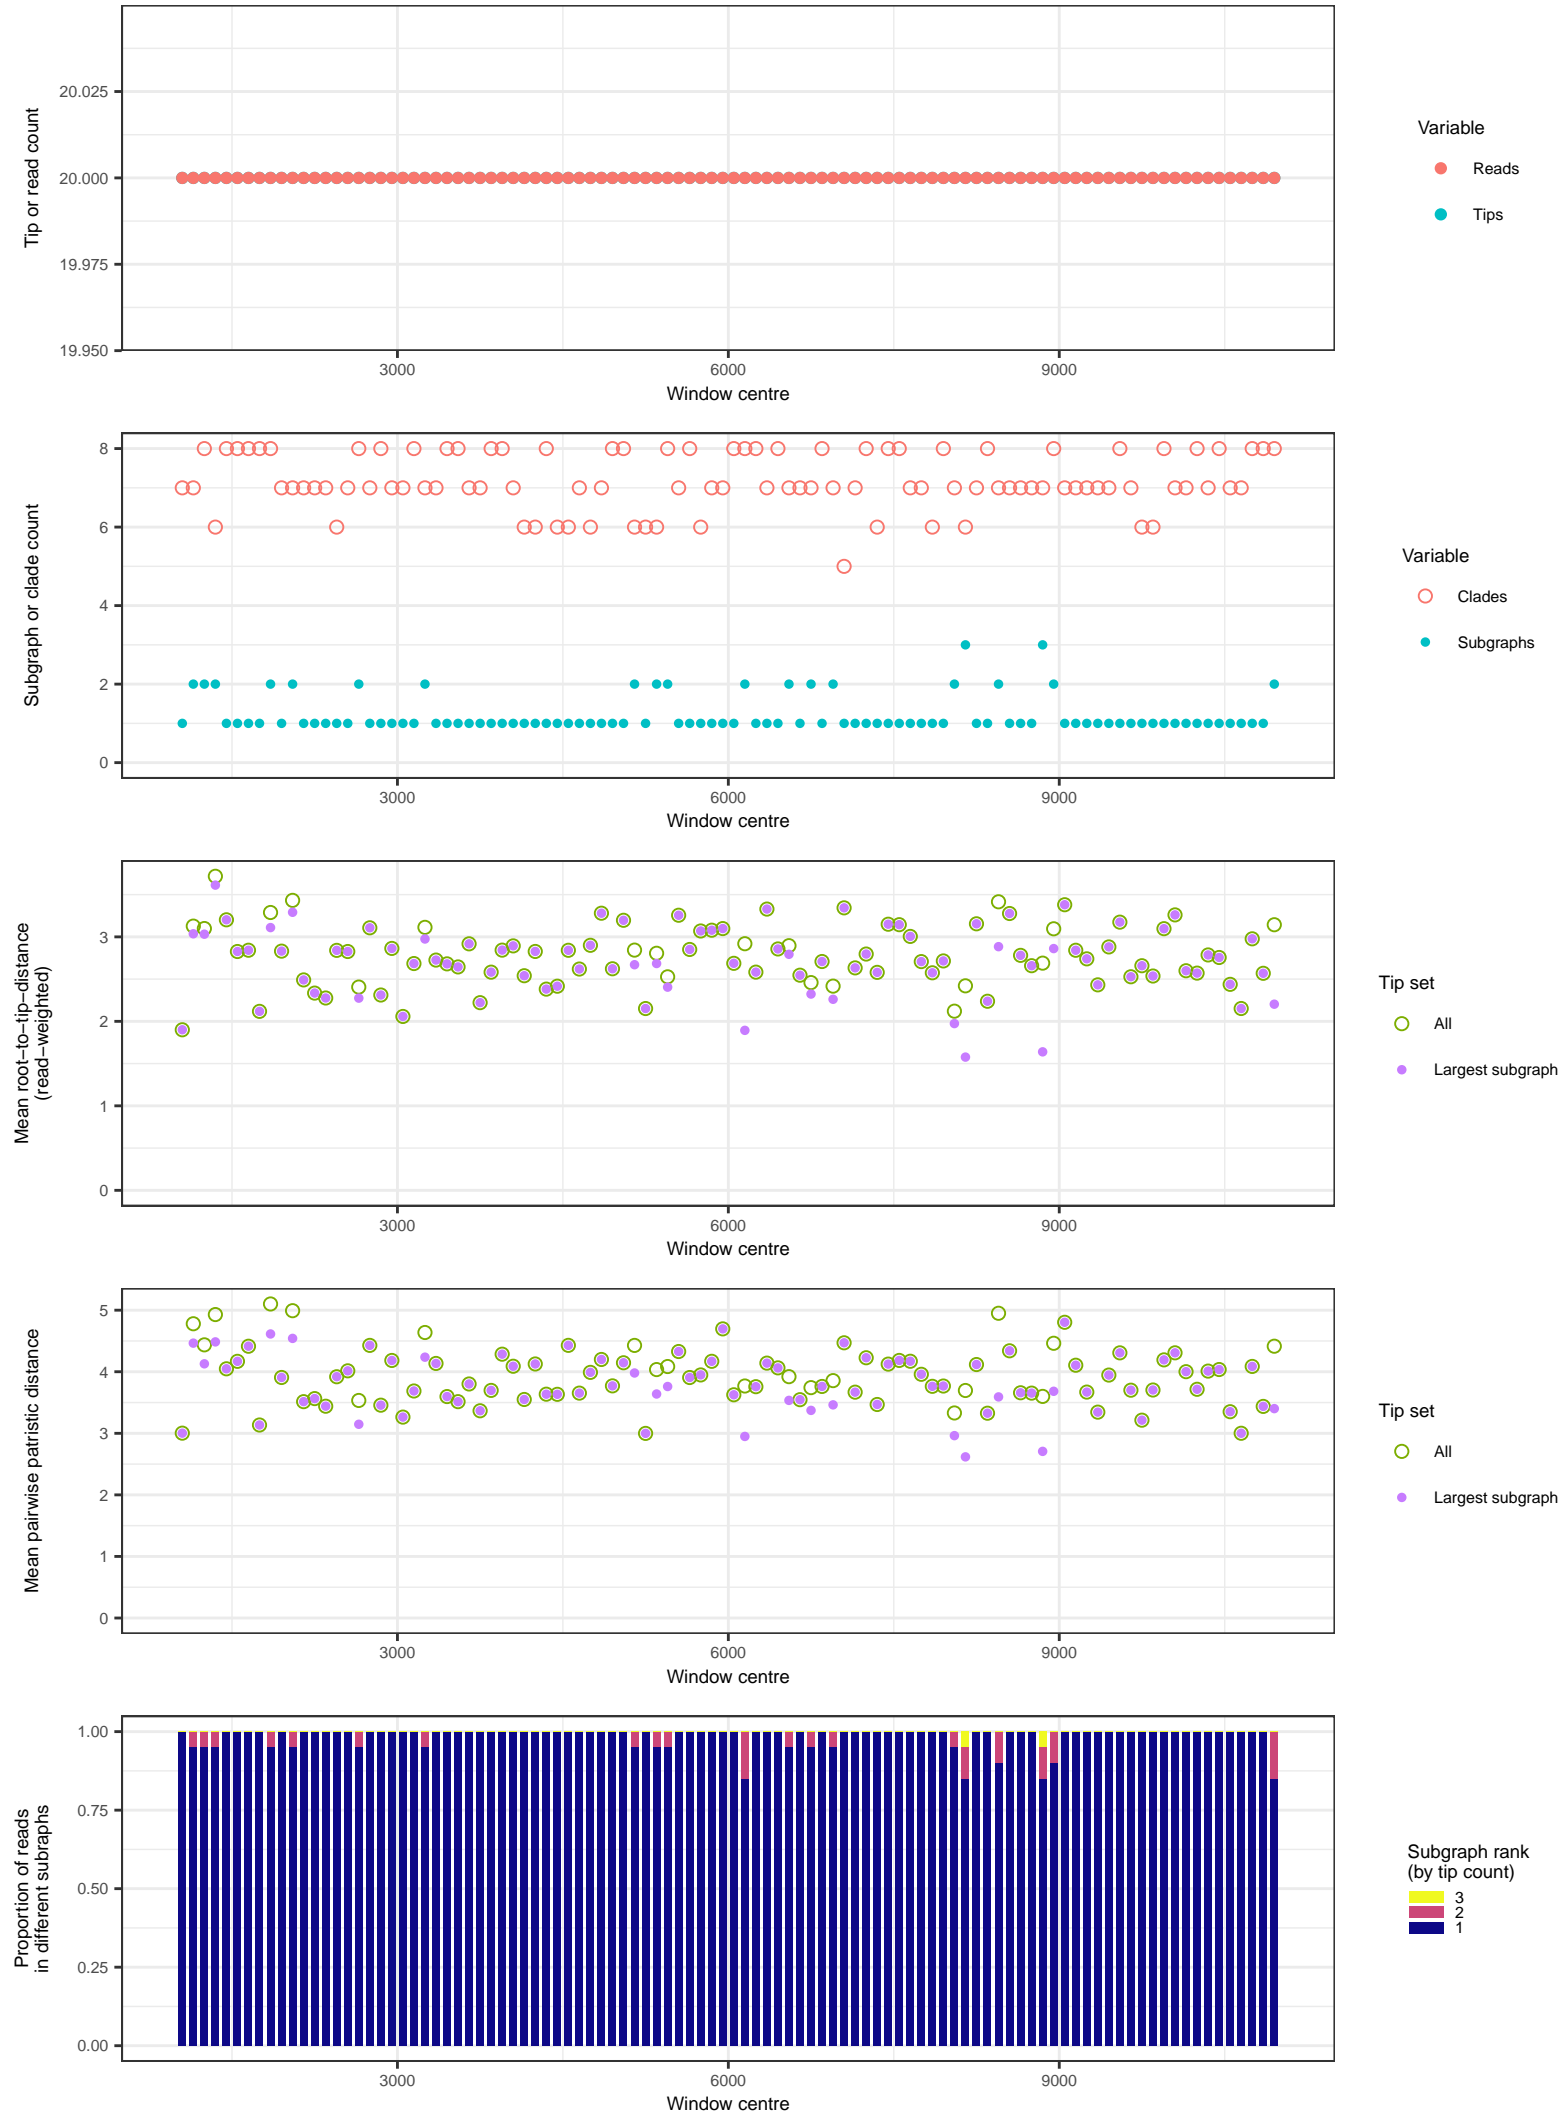 20.025
20.000
19.975
19.950
Tip or read count
3000
6000
9000
Window centre
Variable
Reads
Tips
8
6
4
2
0
Subgraph or clade count
3000
6000
9000
Window centre
Variable
Clades
Subgraphs
3
2
1
0
Mean root−to−tip−distance
(read−weighted)
3000
6000
9000
Window centre
Tip set
All
Largest subgraph
5
4
3
2
1
0
Mean pairwise patristic distance
3000
6000
9000
Window centre
Tip set
All
Largest subgraph
1.00
0.75
0.50
0.25
0.00
Proportion of reads
in different subraphs
3000
6000
9000
Window centre
Subgraph rank
(by tip count)
3
2
1